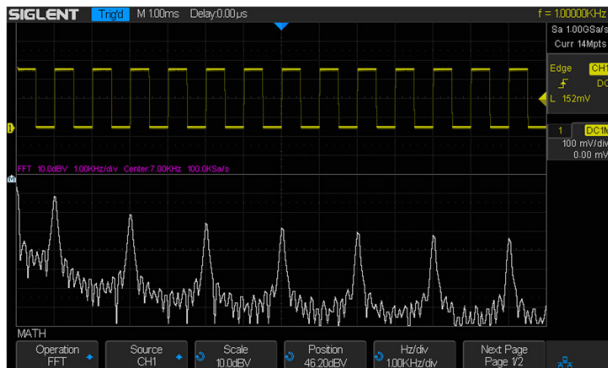 SIGLENT Trig'd M 1.00ms Delay:0.00µs f = 1.00000KHz
Sa 1.00GSa/s
Curr 14Mpts
Edge CH1
DC
L 152mV
1 DC1M
100 mV/div
0.00 mV
FFT 10.0dBV 1.00KHz/div Center:7.00KHz 100.0KSa/s
MATH
Operation Source Scale Position Hz/div Next Page
FFT CH1 10.0dBV 46.20dBV 1.00KHz/div Page 1/2